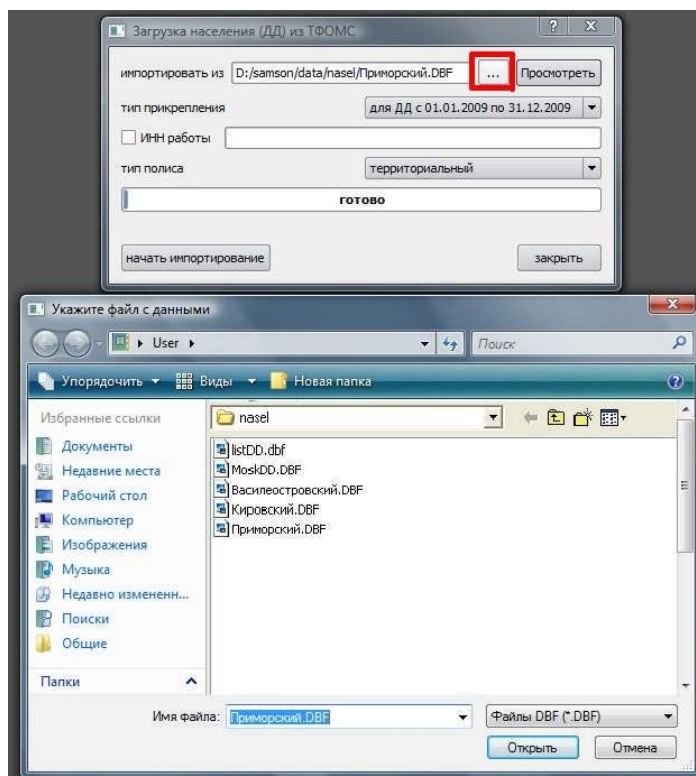 Загрузка населения (ДД) из ТФОМС
импортировать из D:/samson/data/nasel/Приморский.DBF ... Просмотреть
тип прикрепления для ДД с 01.01.2009 по 31.12.2009
ИНН работы
тип полиса территориальный
готово
начать импортирование закрыть
Укажите файл с данными
User Поиск
Упорядочить Виды Новая папка
Избранные ссылки
Документы
Недавние места
Рабочий стол
Компьютер
Изображения
Музыка
Недавно измененн...
Поиски
Общие
Папки
nasel
listDD.dbf
MoskDD.DBF
Василеостровский.DBF
Кировский.DBF
Приморский.DBF
Имя файла: Приморский.DBF Файлы DBF (*.DBF)
Открыть Отмена